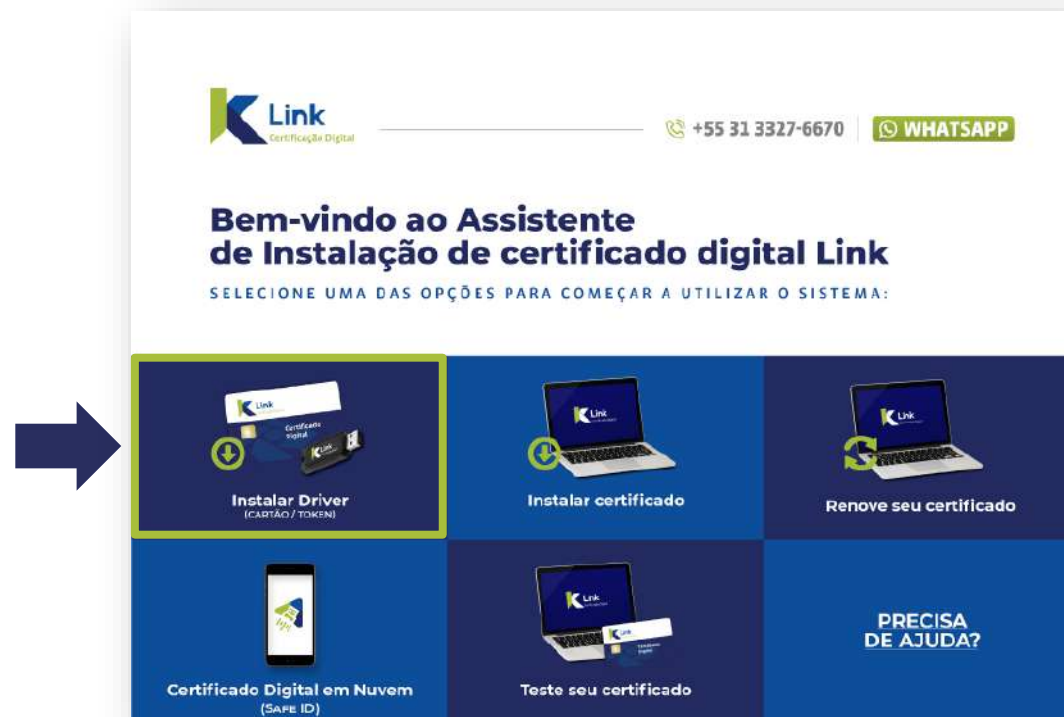 Link
Certificação Digital
+55 31 3327-6670
WHATSAPP
Bem-vindo ao Assistente
de Instalação de certificado digital Link
SELECIONE UMA DAS OPÇÕES PARA COMEÇAR A UTILIZAR O SISTEMA:
Link
Certificado
Digital
Link
Instalar Driver
(CARTÃO / TOKEN)
Link
Instalar certificado
Link
Renove seu certificado
Certificado Digital em Nuvem
(SAFE ID)
Link
Link
Teste seu certificado
PRECISA
DE AJUDA?